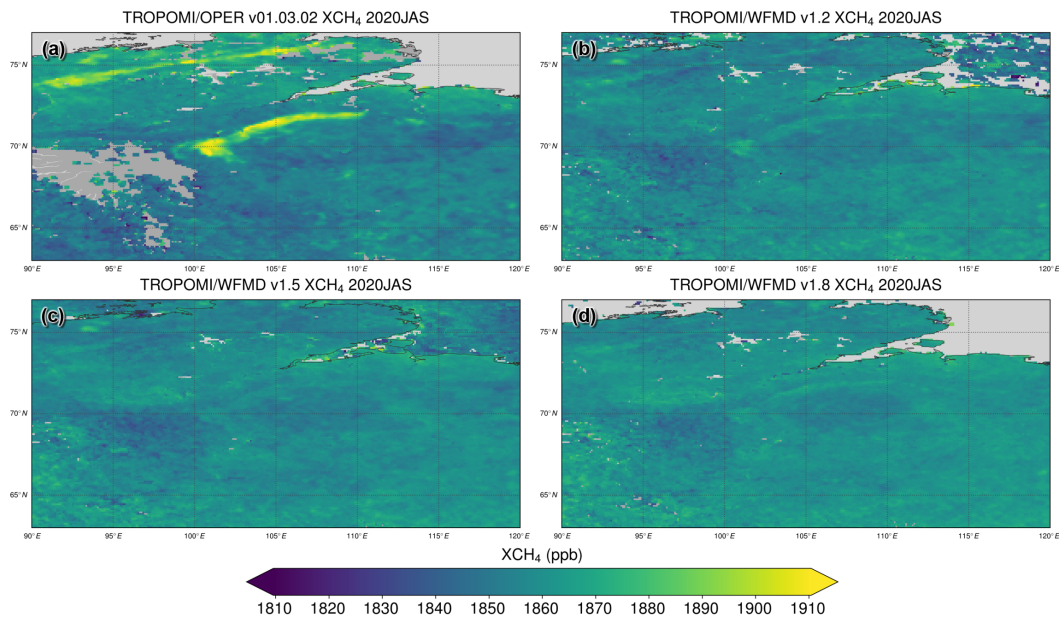 TROPOMI/OPER v01.03.02 XCH₄ 2020JAS
TROPOMI/WFMD v1.2 XCH₄ 2020JAS
(a)
(b)
75°N
75°N
70°N
70°N
65°N
65°N
90°E 95°E 100°E 105°E 110°E 115°E 120°E
90°E 95°E 100°E 105°E 110°E 115°E 120°E
TROPOMI/WFMD v1.5 XCH₄ 2020JAS
TROPOMI/WFMD v1.8 XCH₄ 2020JAS
(c)
(d)
75°N
75°N
70°N
70°N
65°N
65°N
90°E 95°E 100°E 105°E 110°E 115°E 120°E
90°E 95°E 100°E 105°E 110°E 115°E 120°E
XCH₄ (ppb)
1810 1820 1830 1840 1850 1860 1870 1880 1890 1900 1910